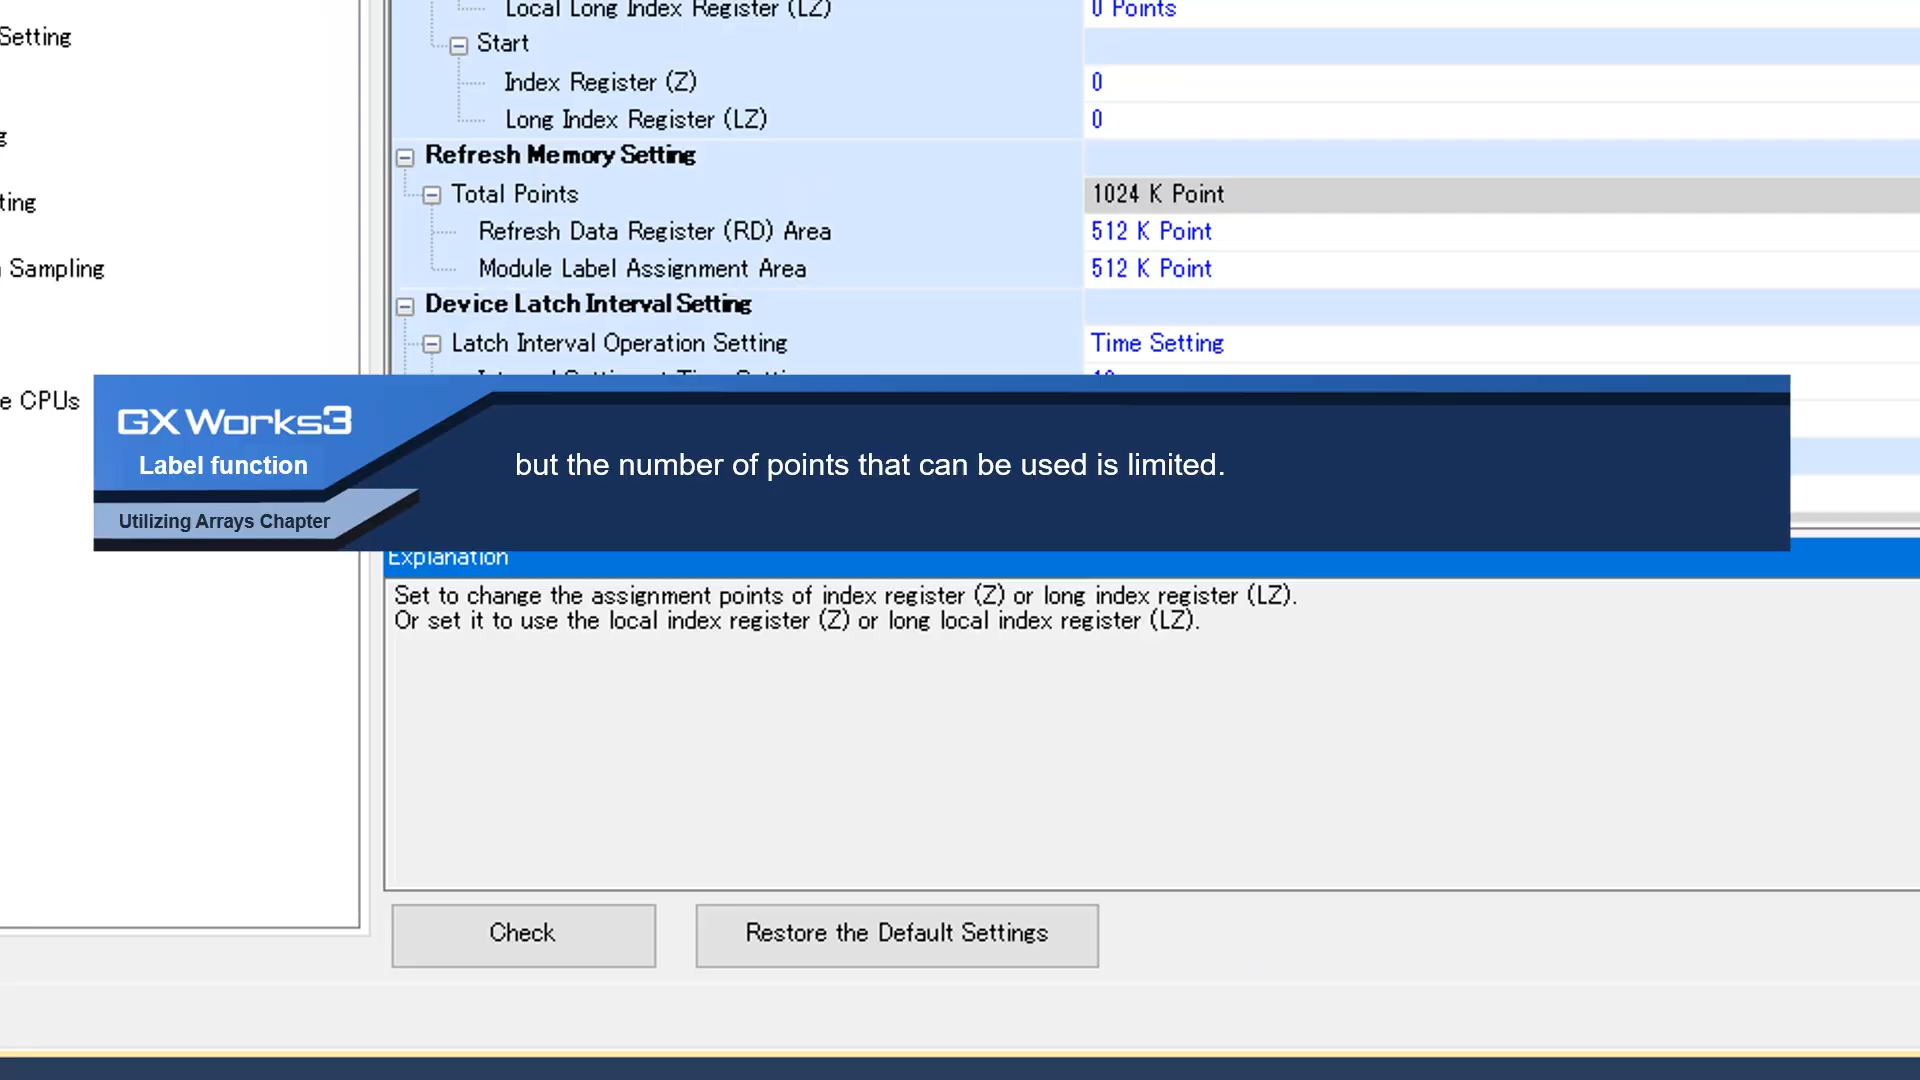 Setting
ting
Sampling
e CPUs
Local Long Index Register (LZ)
0 Points
Start
Index Register (Z)
0
Long Index Register (LZ)
0
Refresh Memory Setting
Total Points
1024 K Point
Refresh Data Register (RD) Area
512 K Point
Module Label Assignment Area
512 K Point
Device Latch Interval Setting
Latch Interval Operation Setting
Time Setting
GX Works3
Label function
Utilizing Arrays Chapter
but the number of points that can be used is limited.
Explanation
Set to change the assignment points of index register (Z) or long index register (LZ).
Or set it to use the local index register (Z) or long local index register (LZ).
Check
Restore the Default Settings